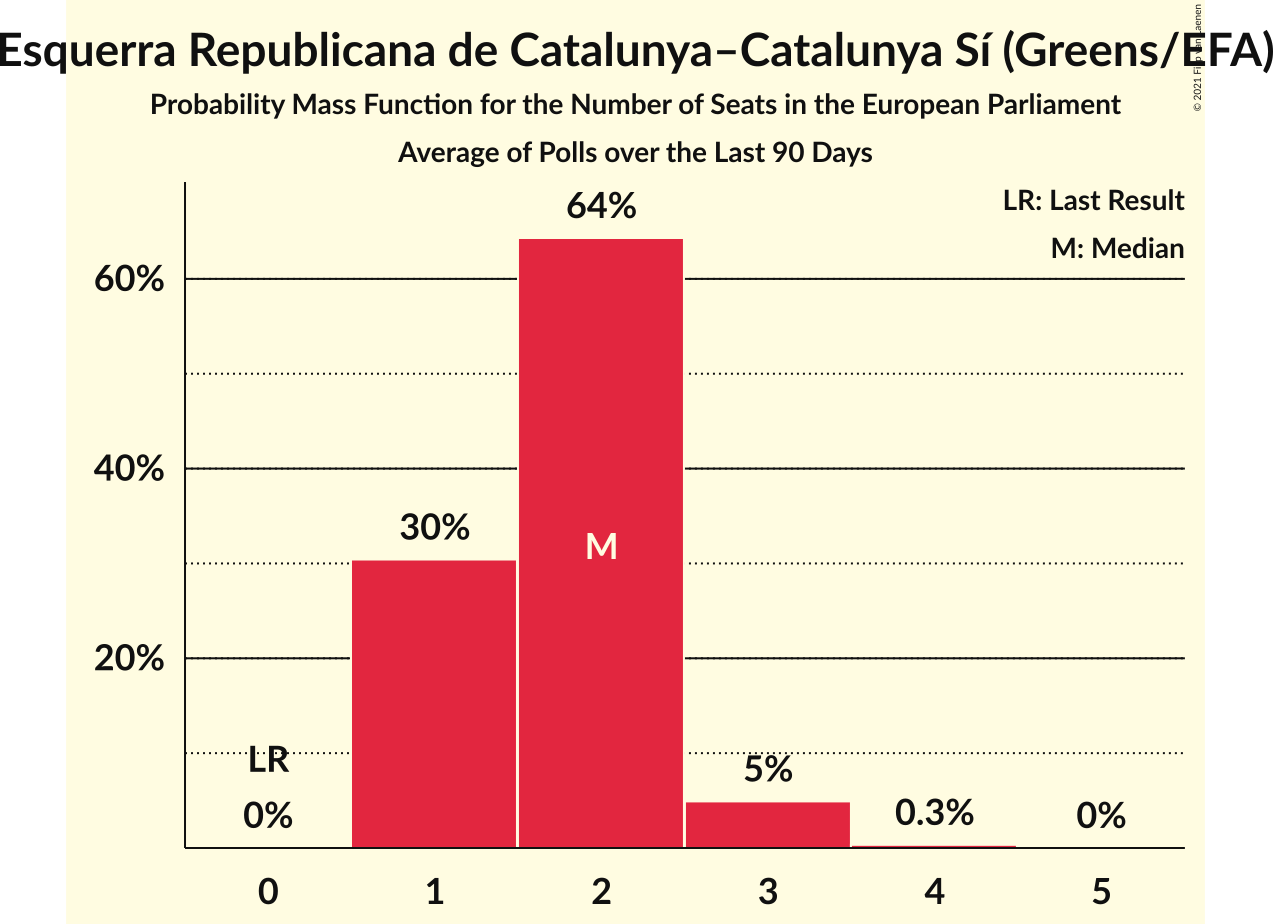 Esquerra Republicana de Catalunya–Catalunya Sí (Greens/EFA)
Probability Mass Function for the Number of Seats in the European Parliament
Average of Polls over the Last 90 Days
© 2021
LR: Last Result
M: Median
64%
60%
40%
30%
M
20%
LR
5%
0%
0.3%
0%
0 1 2 3 4 5